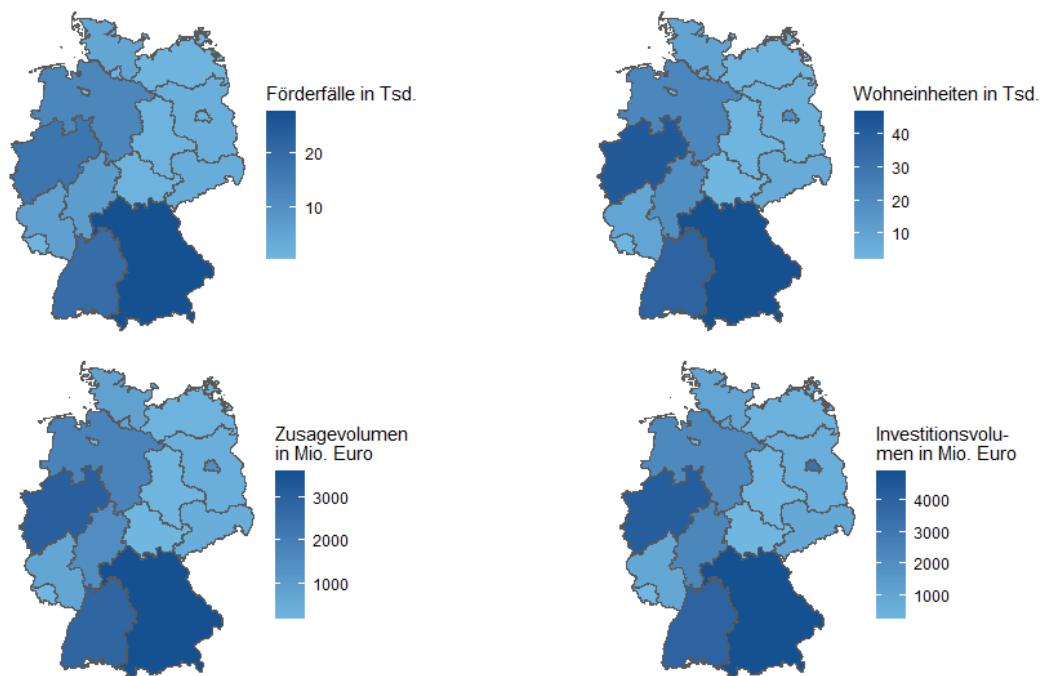 Förderfälle in Tsd.
20
10
Wohneinheiten in Tsd.
40
30
20
10
Zusagevolumen
in Mio. Euro
3000
2000
1000
Investitionsvolu-
men in Mio. Euro
4000
3000
2000
1000